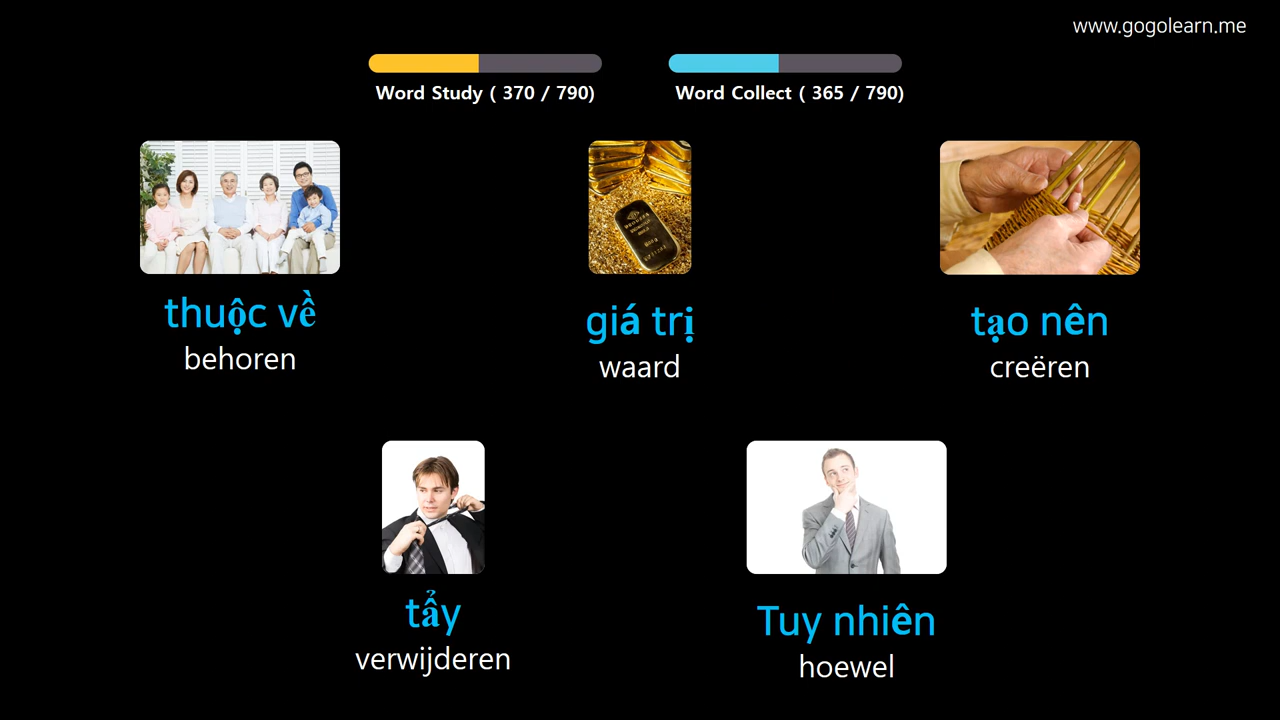 www.gogolearn.me
Word Study ( 370 / 790)
Word Collect ( 365 / 790)
thuộc về
behoren
giá trị
waard
tạo nên
creëren
tẩy
verwijderen
Tuy nhiên
hoewel